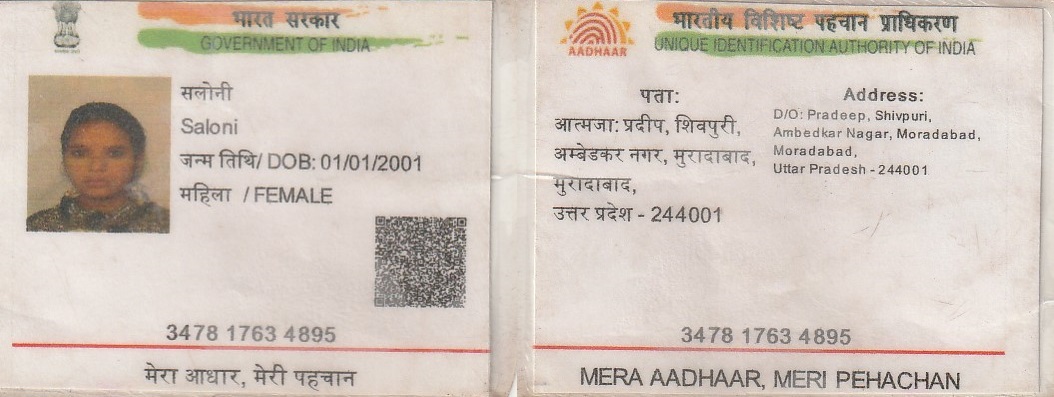 भारत सरकार
GOVERNMENT OF INDIA
सलोनी
Saloni
जन्म तिथि/ DOB: 01/01/2001
महिला / FEMALE
3478 1763 4895
मेरा आधार, मेरी पहचान
AADHAAR
भारतीय विशिष्ट पहचान प्राधिकरण
UNIQUE IDENTIFICATION AUTHORITY OF INDIA
पता:
आत्मजा: प्रदीप, शिवपुरी,
अम्बेडकर नगर, मुरादाबाद,
मुरादाबाद,
उत्तर प्रदेश - 244001
Address:
D/O: Pradeep, Shivpuri,
Ambedkar Nagar, Moradabad,
Moradabad,
Uttar Pradesh - 244001
3478 1763 4895
MERA AADHAAR, MERI PEHACHAN